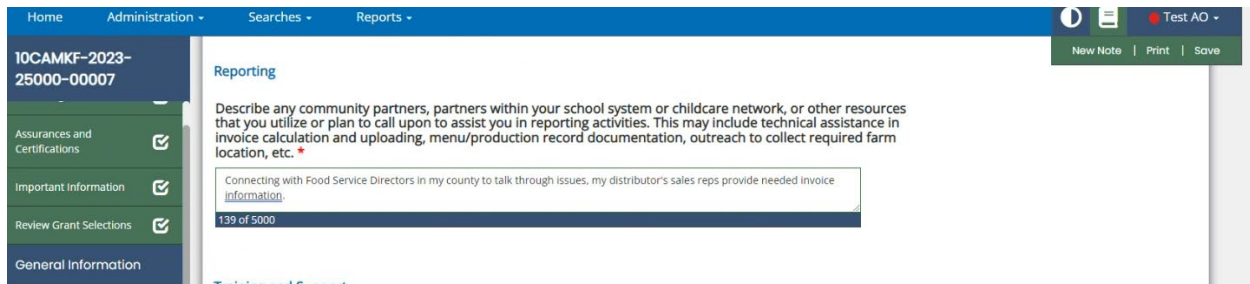 Home Administration Searches Reports Test AO
New Note | Print | Save
10CAMKF-2023-
25000-00007
Assurances and
Certifications
Important Information
Review Grant Selections
General Information
Reporting
Describe any community partners, partners within your school system or childcare network, or other resources
that you utilize or plan to call upon to assist you in reporting activities. This may include technical assistance in
invoice calculation and uploading, menu/production record documentation, outreach to collect required farm
location, etc. *
Connecting with Food Service Directors in my county to talk through issues, my distributor's sales reps provide needed invoice
information.
139 of 5000